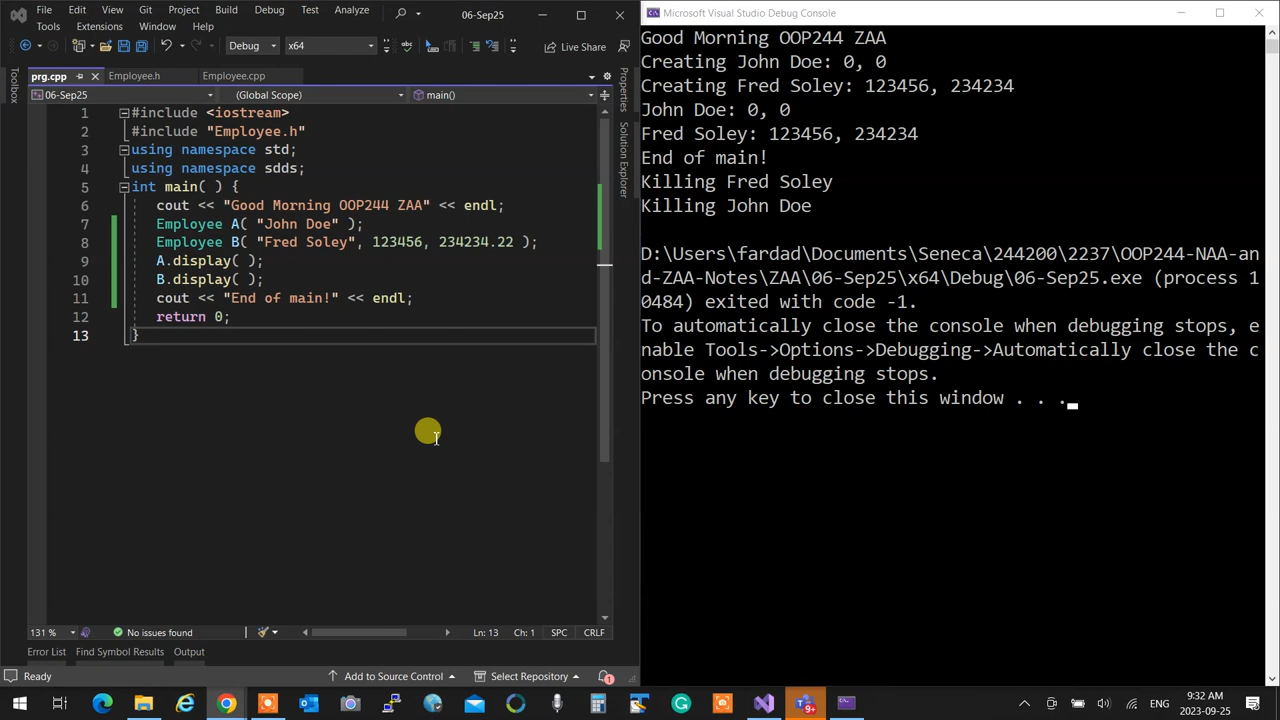 File Edit View Git Project Build Debug Test Analyze
Tools Extensions Window Help
06-Sep25
Debug x64 Live Share
prg.cpp Employee.h Employee.cpp
06-Sep25 (Global Scope) main()
Toolbox
Properties
Solution Explorer
1 #include <iostream>
2 #include "Employee.h"
3 using namespace std;
4 using namespace sdds;
5 int main( ) {
6 cout << "Good Morning OOP244 ZAA" << endl;
7 Employee A( "John Doe" );
8 Employee B( "Fred Soley", 123456, 234234.22 );
9 A.display( );
10 B.display( );
11 cout << "End of main!" << endl;
12 return 0;
13 }
131 % No issues found Ln: 13 Ch: 1 SPC CRLF
Error List Find Symbol Results Output
Ready Add to Source Control Select Repository 1
Microsoft Visual Studio Debug Console
Good Morning OOP244 ZAA
Creating John Doe: 0, 0
Creating Fred Soley: 123456, 234234
John Doe: 0, 0
Fred Soley: 123456, 234234
End of main!
Killing Fred Soley
Killing John Doe
D:\Users\fardad\Documents\Seneca\244200\2237\OOP244-NAA-an
d-ZAA-Notes\ZAA\06-Sep25\x64\Debug\06-Sep25.exe (process 1
0484) exited with code -1.
To automatically close the console when debugging stops, e
nable Tools->Options->Debugging->Automatically close the c
onsole when debugging stops.
Press any key to close this window . . .
9+
ENG
9:32 AM
2023-09-25